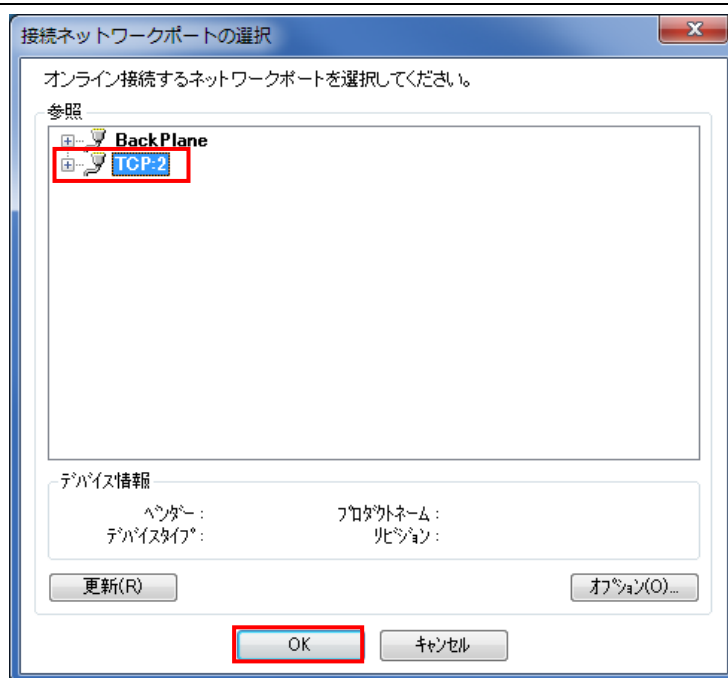 接続ネットワークポートの選択
オンライン接続するネットワークポートを選択してください。
参照
BackPlane
TCP:2
デバイス情報
ベンダー :
プロダクトネーム :
デバイスタイプ :
リビジョン :
更新(R)
オプション(O)...
OK
キャンセル